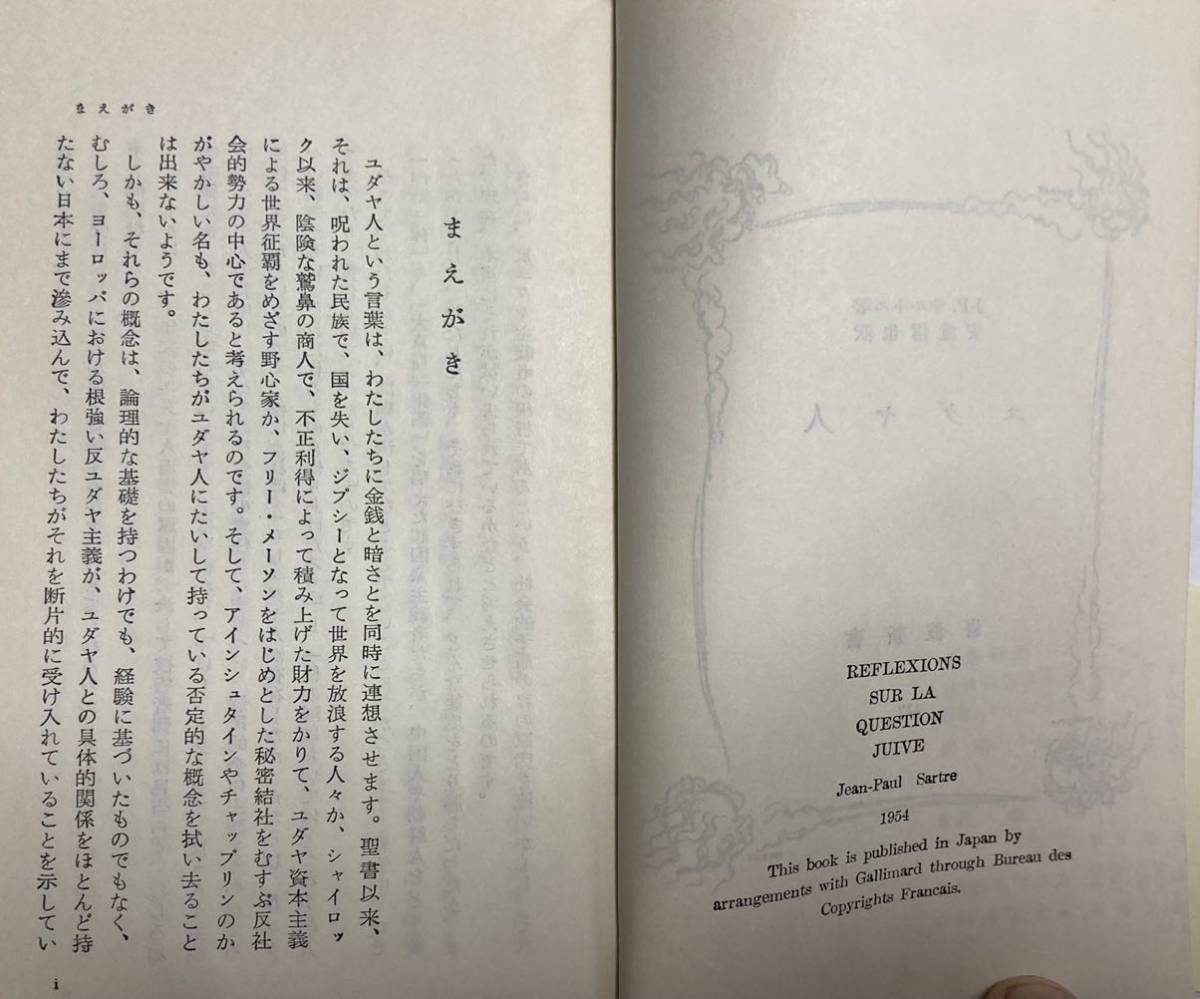 REFLEXIONS
SUR LA
QUESTION
JUIVE
Jean-Paul Sartre
1954
This book is published in Japan by
arrangements with Gallimard through Bureau des
Copyrights Francais.
まえがき
まえがき
ユダヤ人という言葉は、わたしたちに金銭と暗さとを同時に連想させます。聖書以来、
それは、呪われた民族で、国を失い、ジプシーとなって世界を放浪する人々か、シャイロッ
ク以来、陰険な鷲鼻の商人で、不正利得によって積み上げた財力をかりて、ユダヤ資本主義
による世界征覇をめざす野心家か、フリー・メーソンをはじめとした秘密結社をむすぶ反社
会的勢力の中心であると考えられるのです。そして、アインシュタインやチャップリンのか
がやかしい名も、わたしたちがユダヤ人にたいして持っている否定的な概念を拭い去ること
は出来ないようです。
しかも、それらの概念は、論理的な基礎を持つわけでも、経験に基づいたものでもなく、
むしろ、ヨーロッパにおける根強い反ユダヤ主義が、ユダヤ人との具体的関係をほとんど持
たない日本にまで滲み込んで、わたしたちがそれを断片的に受け入れていることを示してい
i